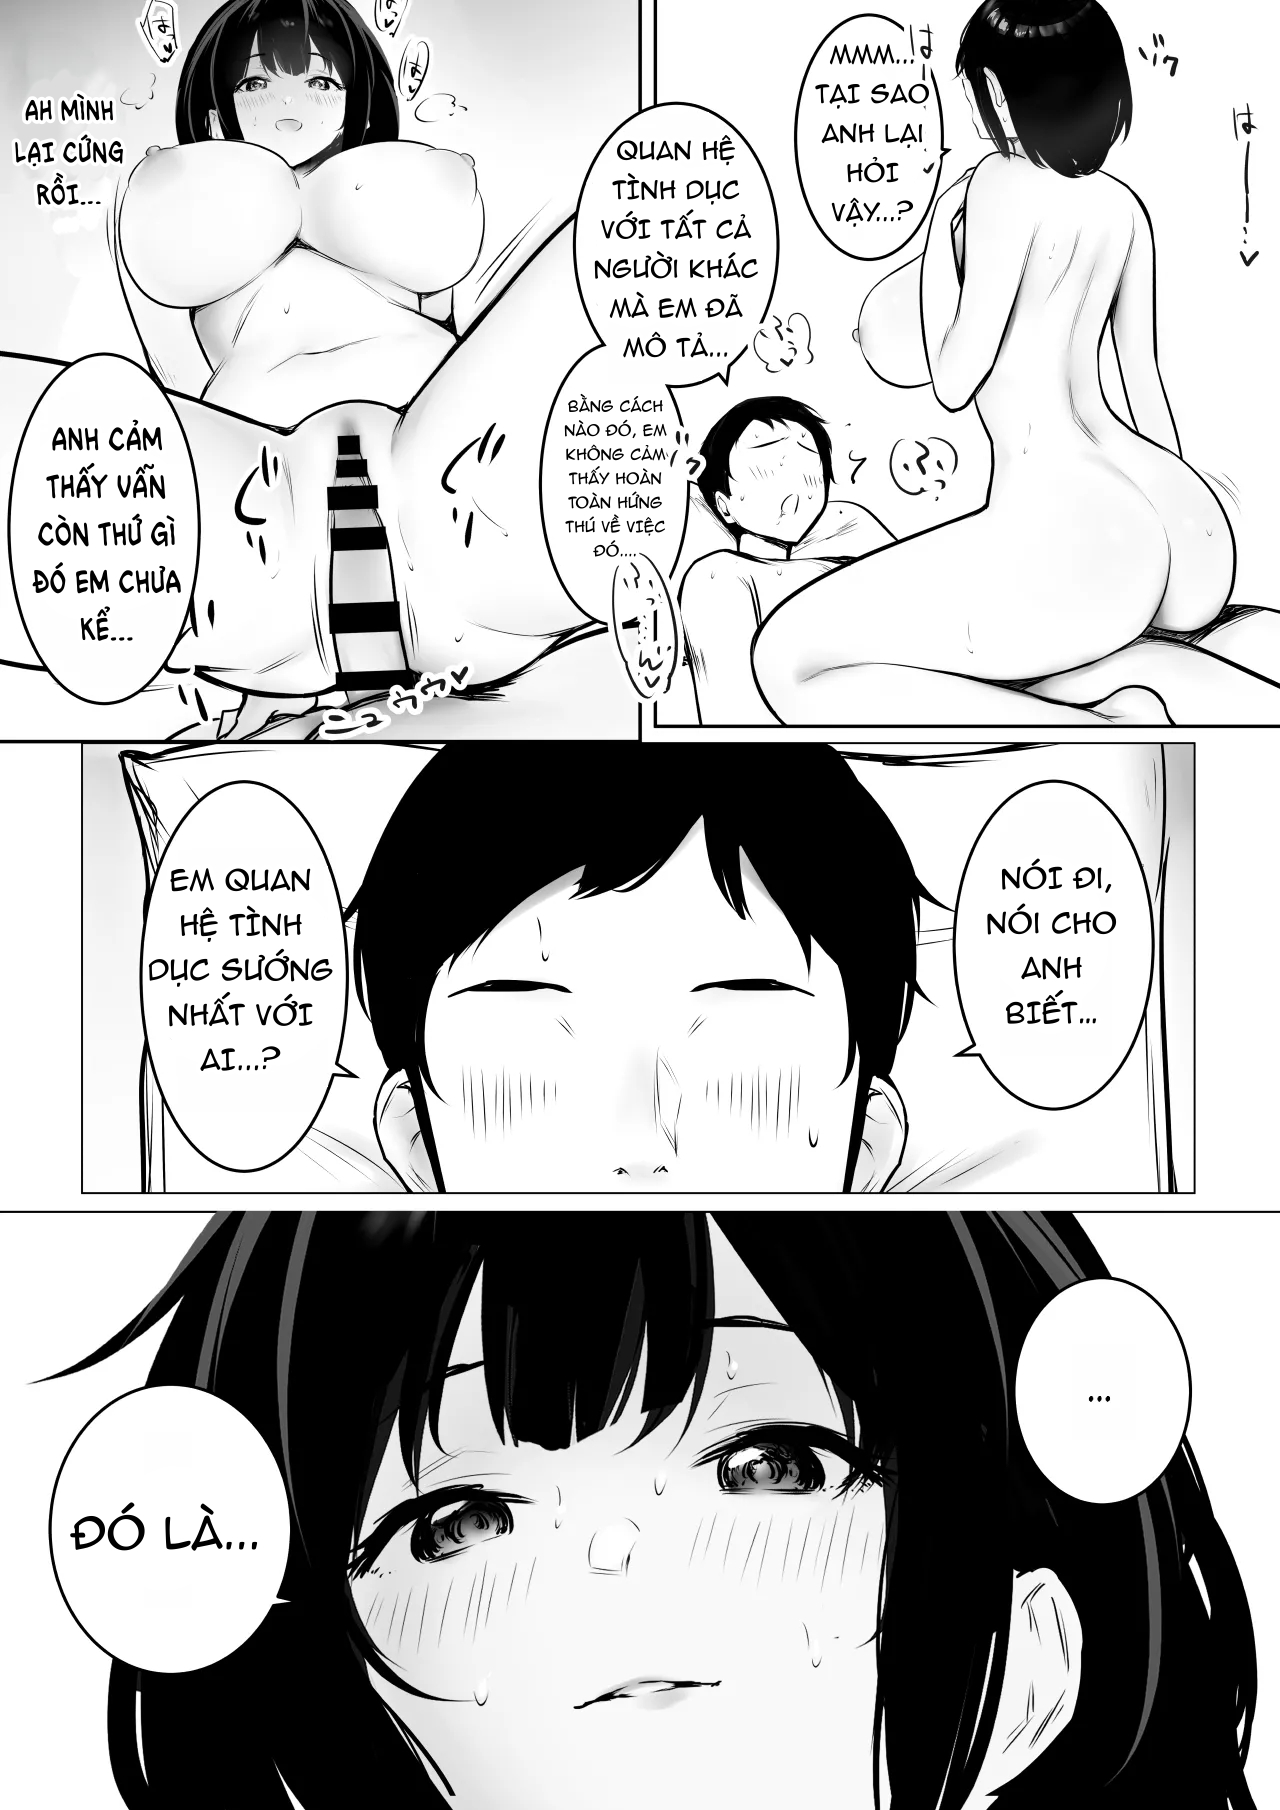 MMM...
TẠI SAO
ANH LẠI
HỎI
VẬY...?
QUAN HỆ
TÌNH DỤC
VỚI TẤT CẢ
NGƯỜI KHÁC
MÀ EM ĐÃ
MÔ TẢ...
BẰNG CÁCH
NÀO ĐÓ, EM
KHÔNG CẢM
THẤY HOÀN
TOÀN HỨNG
THÚ VỀ VIỆC
ĐÓ....
AH MÌNH
LẠI CỨNG
RỒI...
ANH CẢM
THẤY VẪN
CÒN THỨ GÌ
ĐÓ EM CHƯA
KỂ...
NÓI ĐI,
NÓI CHO
ANH
BIẾT...
EM QUAN
HỆ TÌNH
DỤC SƯỚNG
NHẤT VỚI
AI...?
...
ĐÓ LÀ...